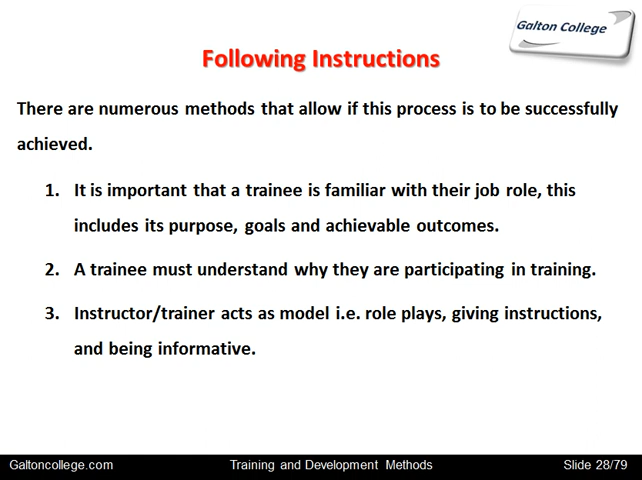 Galton College
Following Instructions
There are numerous methods that allow if this process is to be successfully
achieved.
1. It is important that a trainee is familiar with their job role, this
includes its purpose, goals and achievable outcomes.
2. A trainee must understand why they are participating in training.
3. Instructor/trainer acts as model i.e. role plays, giving instructions,
and being informative.
Galtoncollege.com Training and Development Methods Slide 28/79